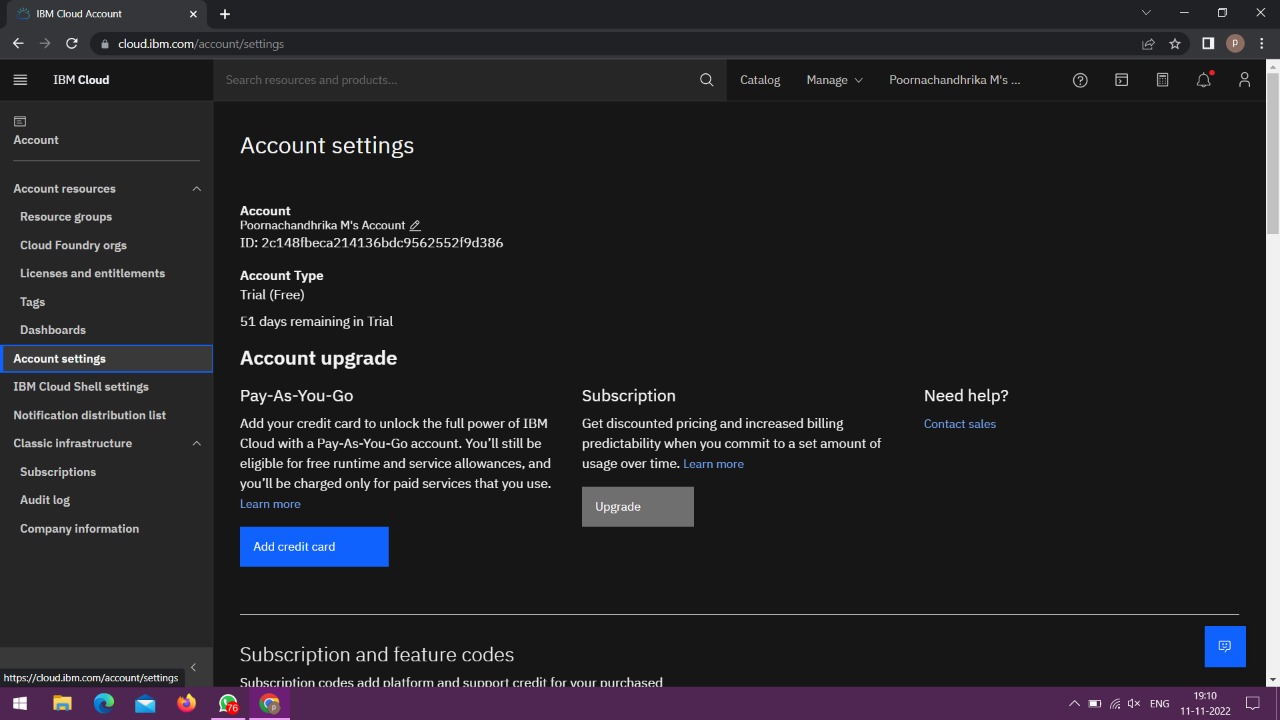 IBM Cloud Account
cloud.ibm.com/account/settings
P
IBM Cloud
Search resources and products...
Catalog
Manage
Poornachandhrika M's ...
Account
Account resources
Resource groups
Cloud Foundry orgs
Licenses and entitlements
Tags
Dashboards
Account settings
IBM Cloud Shell settings
Notification distribution list
Classic infrastructure
Subscriptions
Audit log
Company information
https://cloud.ibm.com/account/settings
Account settings
Account
Poornachandhrika M's Account
ID: 2c148fbeca214136bdc9562552f9d386
Account Type
Trial (Free)
51 days remaining in Trial
Account upgrade
Pay-As-You-Go
Add your credit card to unlock the full power of IBM
Cloud with a Pay-As-You-Go account. You’ll still be
eligible for free runtime and service allowances, and
you’ll be charged only for paid services that you use.
Learn more
Add credit card
Subscription
Get discounted pricing and increased billing
predictability when you commit to a set amount of
usage over time. Learn more
Upgrade
Need help?
Contact sales
Subscription and feature codes
Subscription codes add platform and support credit for your purchased
76
P
ENG
19:10
11-11-2022